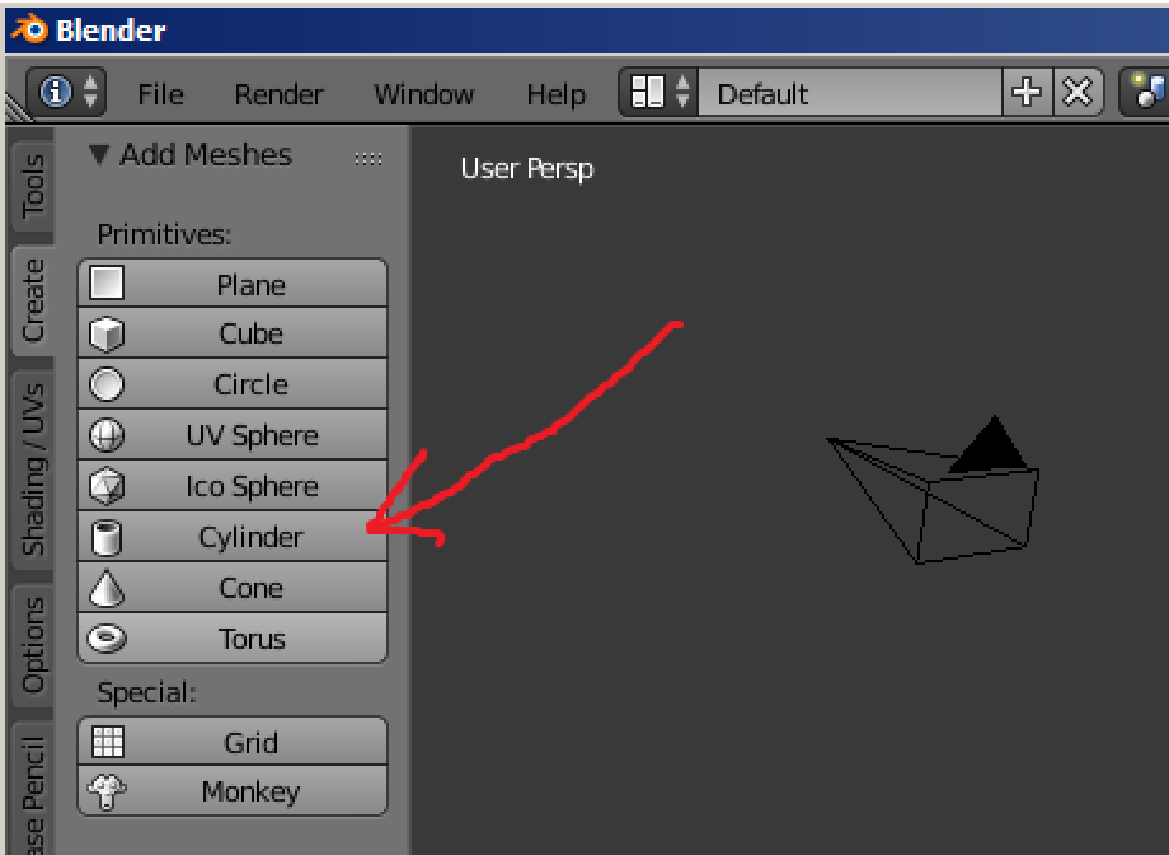 Blender
File Render Window Help Default
Tools
Create
Shading / UVs
Options
ase Pencil
Add Meshes
Primitives:
Plane
Cube
Circle
UV Sphere
Ico Sphere
Cylinder
Cone
Torus
Special:
Grid
Monkey
User Persp